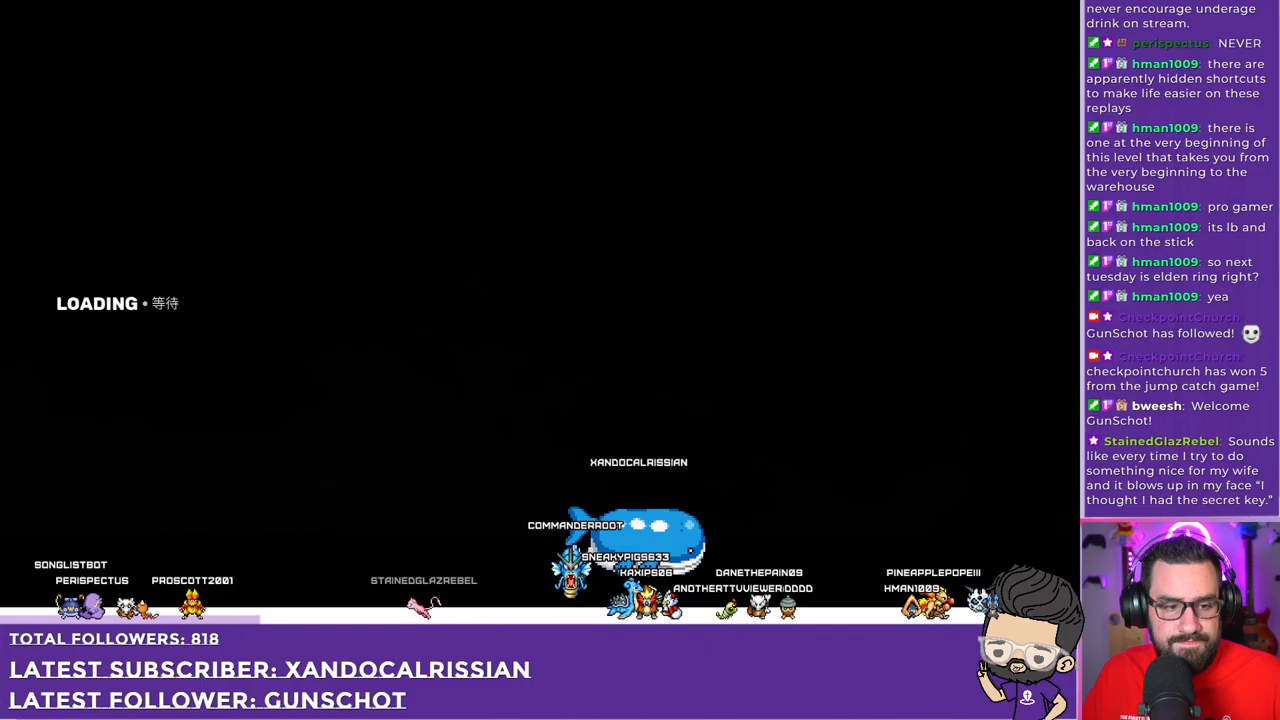 never encourage underage
drink on stream.
perispectus: NEVER
hman1009: there are
apparently hidden shortcuts
to make life easier on these
replays
hman1009: there is
one at the very beginning of
this level that takes you from
the very beginning to the
warehouse
hman1009: pro gamer
hman1009: its lb and
back on the stick
hman1009: so next
tuesday is elden ring right?
hman1009: yea
CheckpointChurch:
GunSchot has followed!
CheckpointChurch:
checkpointchurch has won 5
from the jump catch game!
bweesh: Welcome
GunSchot!
StainedGlazRebel: Sounds
like every time I try to do
something nice for my wife
and it blows up in my face “I
thought I had the secret key.”
LOADING • 等待
XANDOCALRISSIAN
COMMANDERROOT
SNEAKYPIGS633
SONGLISTBOT
PERISPECTUS
PROSCOTT2001
STAINEDGLAZREBEL
KAXIPS06
DANETHEPAIN09
ANOTHERTTVVIEWER:DDDD
PINEAPPLEPOPEIII
HMAN1009
TOTAL FOLLOWERS: 818
LATEST SUBSCRIBER: XANDOCALRISSIAN
LATEST FOLLOWER: GUNSCHOT